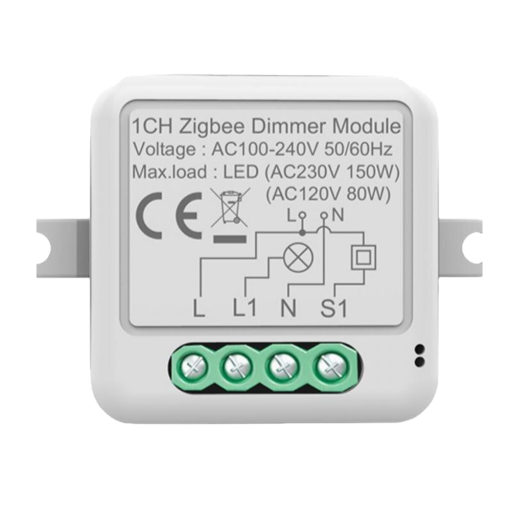 1CH Zigbee Dimmer Module
Voltage : AC100-240V 50/60Hz
Max.load : LED (AC230V 150W)
(AC120V 80W)
CE
L N
L L1 N S1